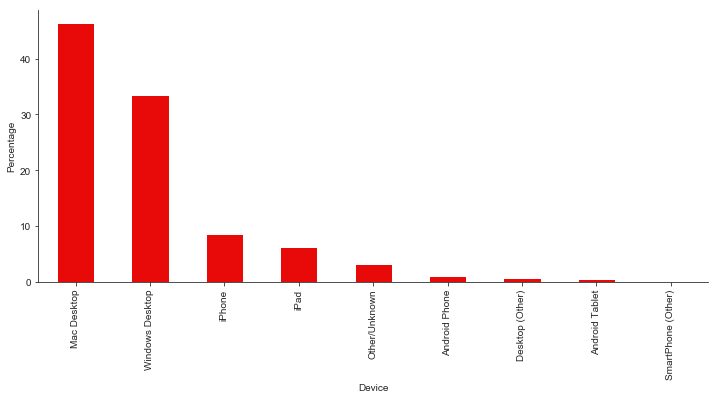 40
30
20
10
0
Percentage
Mac Desktop
Windows Desktop
iPhone
iPad
Other/Unknown
Android Phone
Desktop (Other)
Android Tablet
SmartPhone (Other)
Device